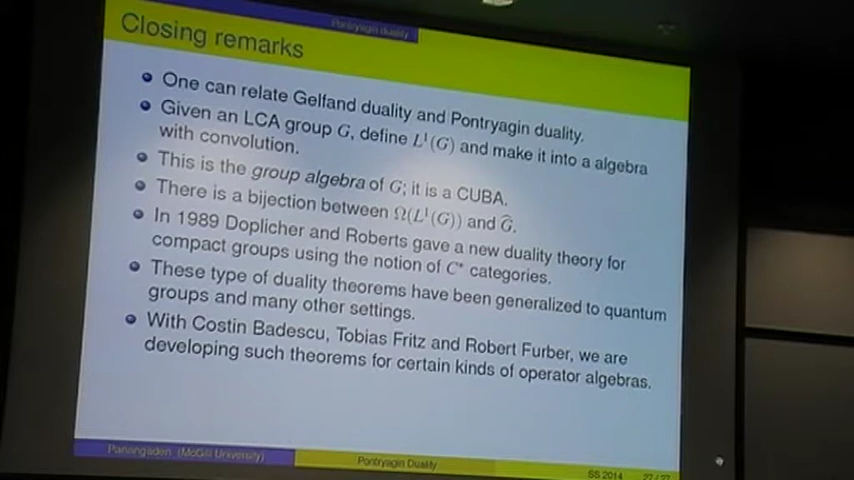 Pontryagin duality
Closing remarks
One can relate Gelfand duality and Pontryagin duality.
Given an LCA group G, define L¹(G) and make it into a algebra
with convolution.
This is the group algebra of G; it is a CUBA.
There is a bijection between Ω(L¹(G)) and Ĝ.
In 1989 Doplicher and Roberts gave a new duality theory for
compact groups using the notion of C* categories.
These type of duality theorems have been generalized to quantum
groups and many other settings.
With Costin Badescu, Tobias Fritz and Robert Furber, we are
developing such theorems for certain kinds of operator algebras.
Panangaden (McGill University)
Pontryagin Duality
SS 2014
27 / 27